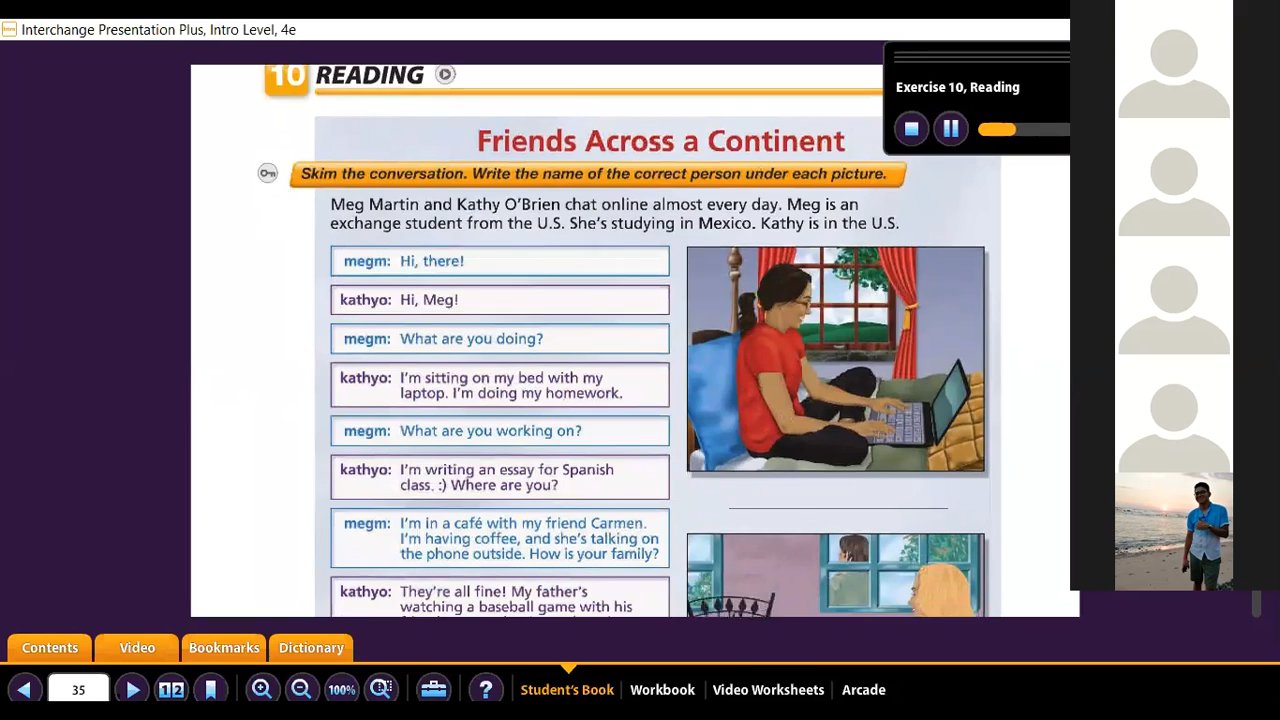 Interchange Presentation Plus, Intro Level, 4e
10 READING
Exercise 10, Reading
Friends Across a Continent
Skim the conversation. Write the name of the correct person under each picture.
Meg Martin and Kathy O'Brien chat online almost every day. Meg is an
exchange student from the U.S. She's studying in Mexico. Kathy is in the U.S.
megm: Hi, there!
kathyo: Hi, Meg!
megm: What are you doing?
kathyo: I'm sitting on my bed with my
laptop. I'm doing my homework.
megm: What are you working on?
kathyo: I'm writing an essay for Spanish
class. :) Where are you?
megm: I'm in a café with my friend Carmen.
I'm having coffee, and she's talking on
the phone outside. How is your family?
kathyo: They're all fine! My father's
watching a baseball game with his
Contents Video Bookmarks Dictionary
35 12 100% ? Student's Book Workbook Video Worksheets Arcade